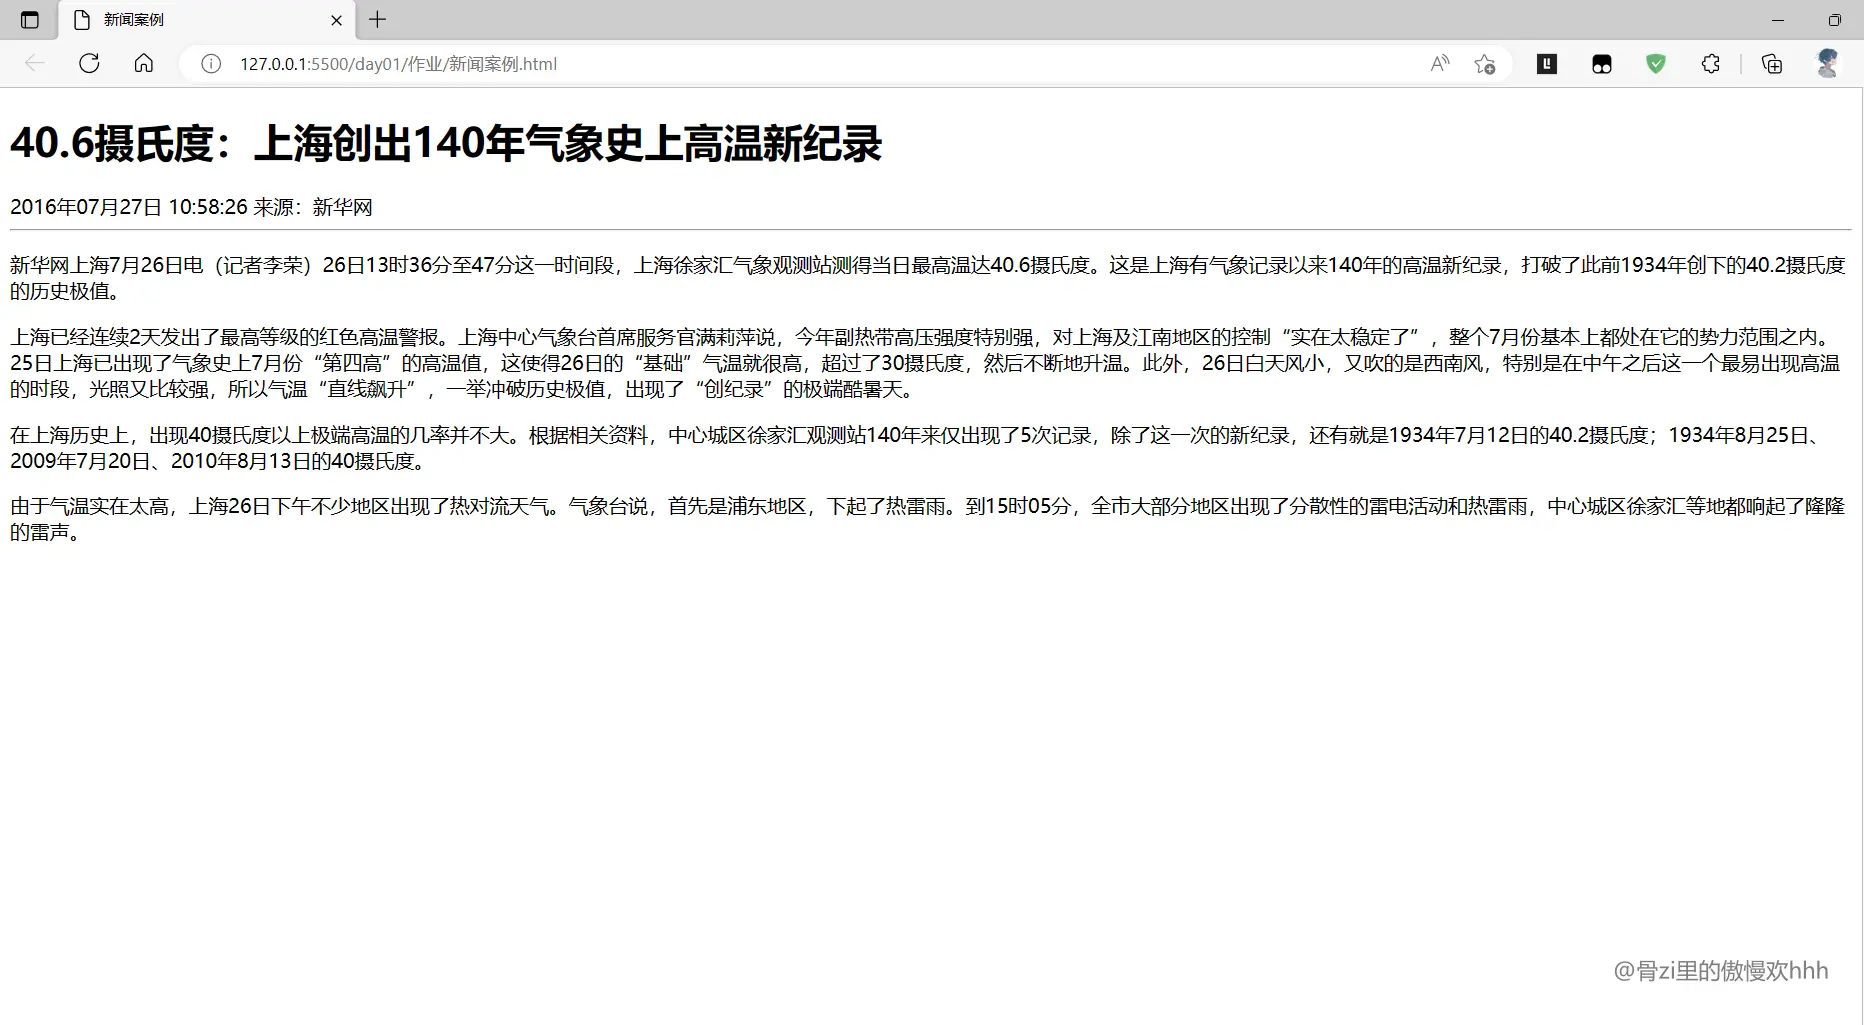 新闻案例
127.0.0.1:5500/day01/作业/新闻案例.html
40.6摄氏度：上海创出140年气象史上高温新纪录
2016年07月27日 10:58:26 来源：新华网
新华网上海7月26日电（记者李荣）26日13时36分至47分这一时间段，上海徐家汇气象观测站测得当日最高温达40.6摄氏度。这是上海有气象记录以来140年的高温新纪录，打破了此前1934年创下的40.2摄氏度
的历史极值。
上海已经连续2天发出了最高等级的红色高温警报。上海中心气象台首席服务官满莉萍说，今年副热带高压强度特别强，对上海及江南地区的控制“实在太稳定了”，整个7月份基本上都处在它的势力范围之内。
25日上海已出现了气象史上7月份“第四高”的高温值，这使得26日的“基础”气温就很高，超过了30摄氏度，然后不断地升温。此外，26日白天风小，又吹的是西南风，特别是在中午之后这一个最易出现高温
的时段，光照又比较强，所以气温“直线飙升”，一举冲破历史极值，出现了“创纪录”的极端酷暑天。
在上海历史上，出现40摄氏度以上极端高温的几率并不大。根据相关资料，中心城区徐家汇观测站140年来仅出现了5次记录，除了这一次的新纪录，还有就是1934年7月12日的40.2摄氏度；1934年8月25日、
2009年7月20日、2010年8月13日的40摄氏度。
由于气温实在太高，上海26日下午不少地区出现了热对流天气。气象台说，首先是浦东地区，下起了热雷雨。到15时05分，全市大部分地区出现了分散性的雷电活动和热雷雨，中心城区徐家汇等地都响起了隆隆
的雷声。
@骨zi里的傲慢欢hhh